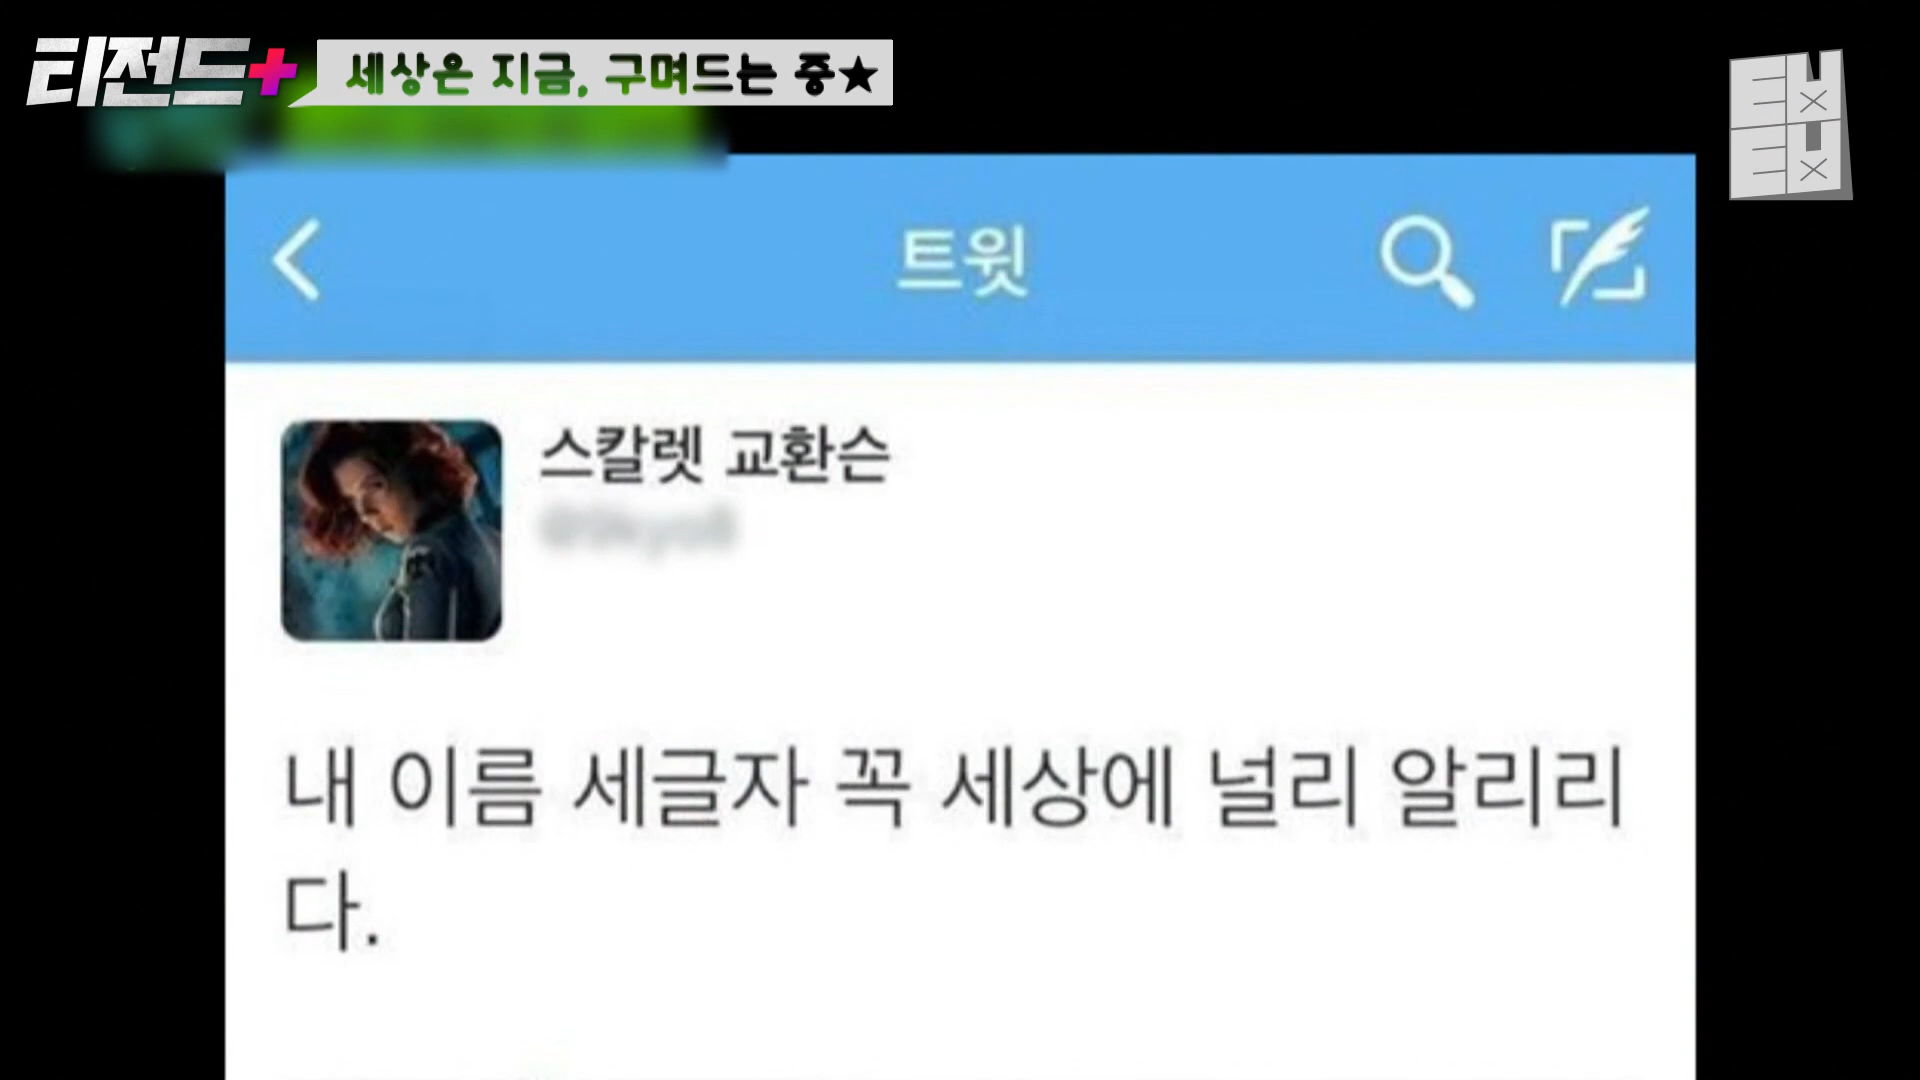 티전드+
세상은 지금, 구며드는 중★
트윗
스칼렛 교환슨
내 이름 세글자 꼭 세상에 널리 알리리
다.